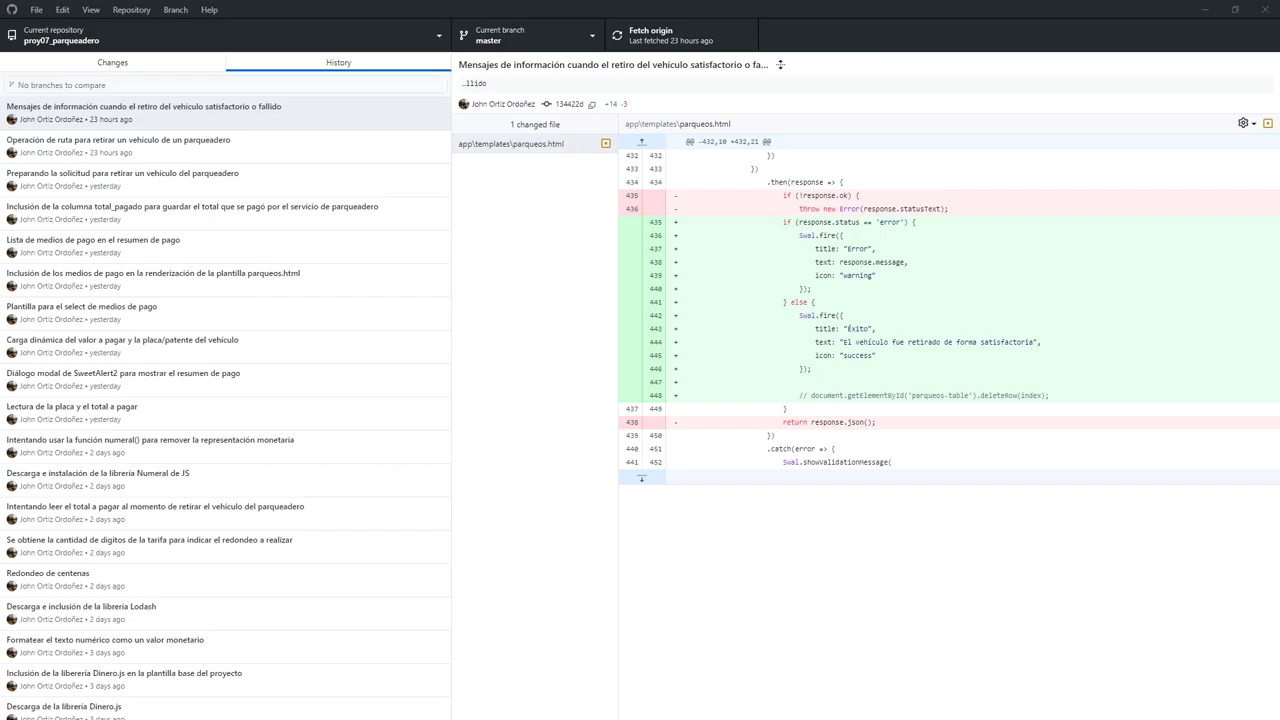 File Edit View Repository Branch Help
Current repository
proy07_parqueadero
Current branch
master
Fetch origin
Last fetched 23 hours ago
Changes
History
No branches to compare
Mensajes de información cuando el retiro del vehículo satisfactorio o fallido
John Ortiz Ordoñez • 23 hours ago
Operación de ruta para retirar un vehículo de un parqueadero
John Ortiz Ordoñez • 23 hours ago
Preparando la solicitud para retirar un vehículo del parqueadero
John Ortiz Ordoñez • yesterday
Inclusión de la columna total_pagado para guardar el total que se pagó por el servicio de parqueadero
John Ortiz Ordoñez • yesterday
Lista de medios de pago en el resumen de pago
John Ortiz Ordoñez • yesterday
Inclusión de los medios de pago en la renderización de la plantilla parqueos.html
John Ortiz Ordoñez • yesterday
Plantilla para el select de medios de pago
John Ortiz Ordoñez • yesterday
Carga dinámica del valor a pagar y la placa/patente del vehículo
John Ortiz Ordoñez • yesterday
Diálogo modal de SweetAlert2 para mostrar el resumen de pago
John Ortiz Ordoñez • yesterday
Lectura de la placa y el total a pagar
John Ortiz Ordoñez • yesterday
Intentando usar la función numeral() para remover la representación monetaria
John Ortiz Ordoñez • 2 days ago
Descarga e instalación de la librería Numeral de JS
John Ortiz Ordoñez • 2 days ago
Intentando leer el total a pagar al momento de retirar el vehículo del parqueadero
John Ortiz Ordoñez • 2 days ago
Se obtiene la cantidad de digitos de la tarifa para indicar el redondeo a realizar
John Ortiz Ordoñez • 2 days ago
Redondeo de centenas
John Ortiz Ordoñez • 2 days ago
Descarga e inclusión de la librería Lodash
John Ortiz Ordoñez • 2 days ago
Formatear el texto numérico como un valor monetario
John Ortiz Ordoñez • 3 days ago
Inclusión de la liberería Dinero.js en la plantilla base del proyecto
John Ortiz Ordoñez • 3 days ago
Descarga de la librería Dinero.js
John Ortiz Ordoñez • 3 days ago
Mensajes de información cuando el retiro del vehículo satisfactorio o fa...
…llido
John Ortiz Ordoñez 134422d +14 -3
1 changed file
app\templates\parqueos.html
app\templates\parqueos.html
@@ -432,10 +432,21 @@
432 432 })
433 433 })
434 434 .then(response => {
435 - if (!response.ok) {
436 - throw new Error(response.statusText);
435 + if (response.status == 'error') {
436 + Swal.fire({
437 + title: "Error",
438 + text: response.message,
439 + icon: "warning"
440 + });
441 + } else {
442 + Swal.fire({
443 + title: "Éxito",
444 + text: "El vehículo fue retirado de forma satisfactoria",
445 + icon: "success"
446 + });
447 +
448 + // document.getElementById('parqueos-table').deleteRow(index);
437 449 }
438 - return response.json();
439 450 })
440 451 .catch(error => {
441 452 Swal.showValidationMessage(